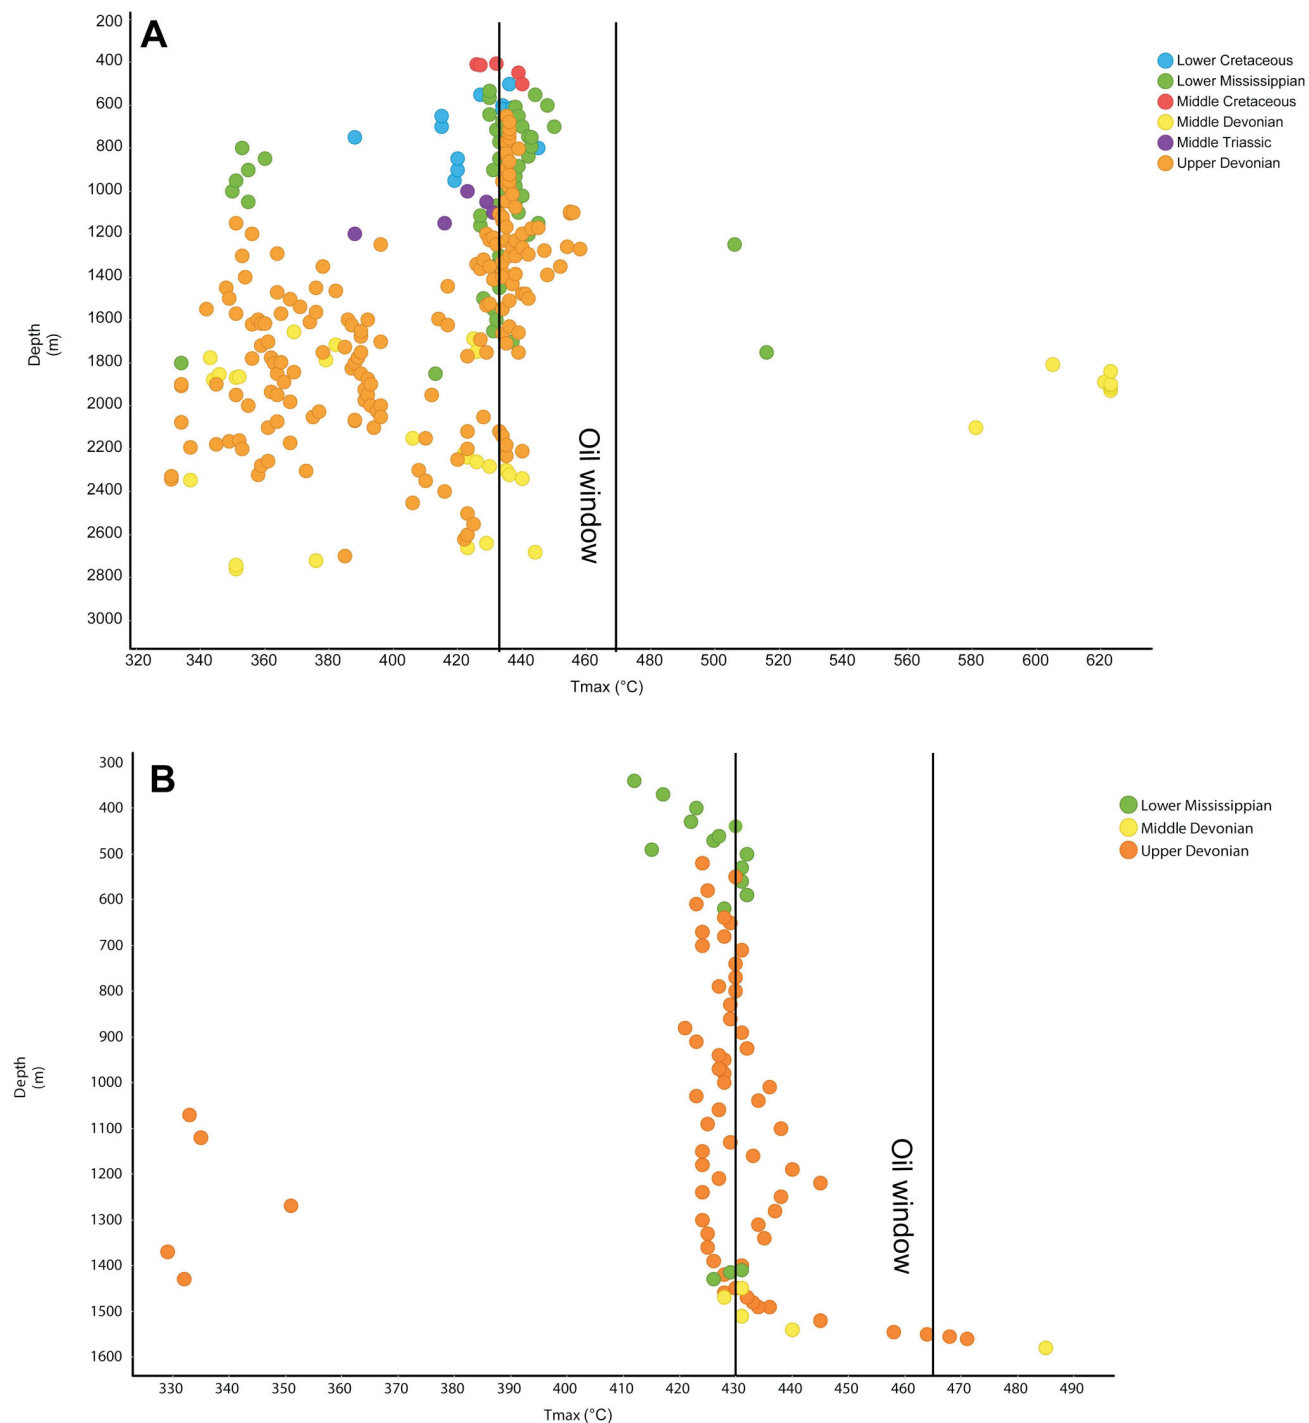 A
200
400
600
800
1000
1200
1400
1600
1800
2000
2200
2400
2600
2800
3000
Depth
(m)
Oil window
Lower Cretaceous
Lower Mississippian
Middle Cretaceous
Middle Devonian
Middle Triassic
Upper Devonian
320 340 360 380 400 420 440 460 480 500 520 540 560 580 600 620
Tmax (°C)
B
300
400
500
600
700
800
900
1000
1100
1200
1300
1400
1500
1600
Depth
(m)
Oil window
Lower Mississippian
Middle Devonian
Upper Devonian
330 340 350 360 370 380 390 400 410 420 430 440 450 460 470 480 490
Tmax (°C)